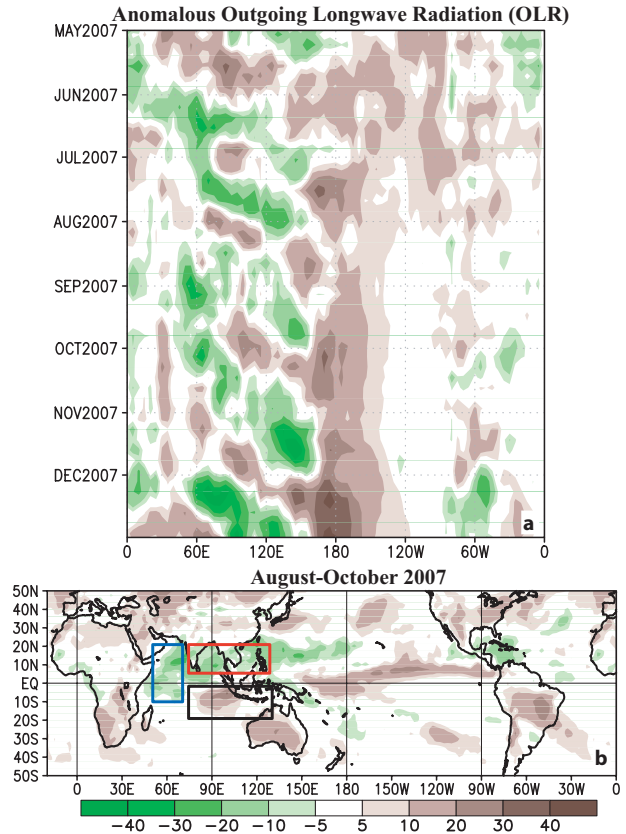 Anomalous Outgoing Longwave Radiation (OLR)
MAY2007
JUN2007
JUL2007
AUG2007
SEP2007
OCT2007
NOV2007
DEC2007
a
0 60E 120E 180 120W 60W 0
August-October 2007
50N
40N
30N
20N
10N
EQ
10S
20S
30S
40S
50S
b
0 30E 60E 90E 120E 150E 180 150W 120W 90W 60W 30W 0
−40 −30 −20 −10 −5 5 10 20 30 40